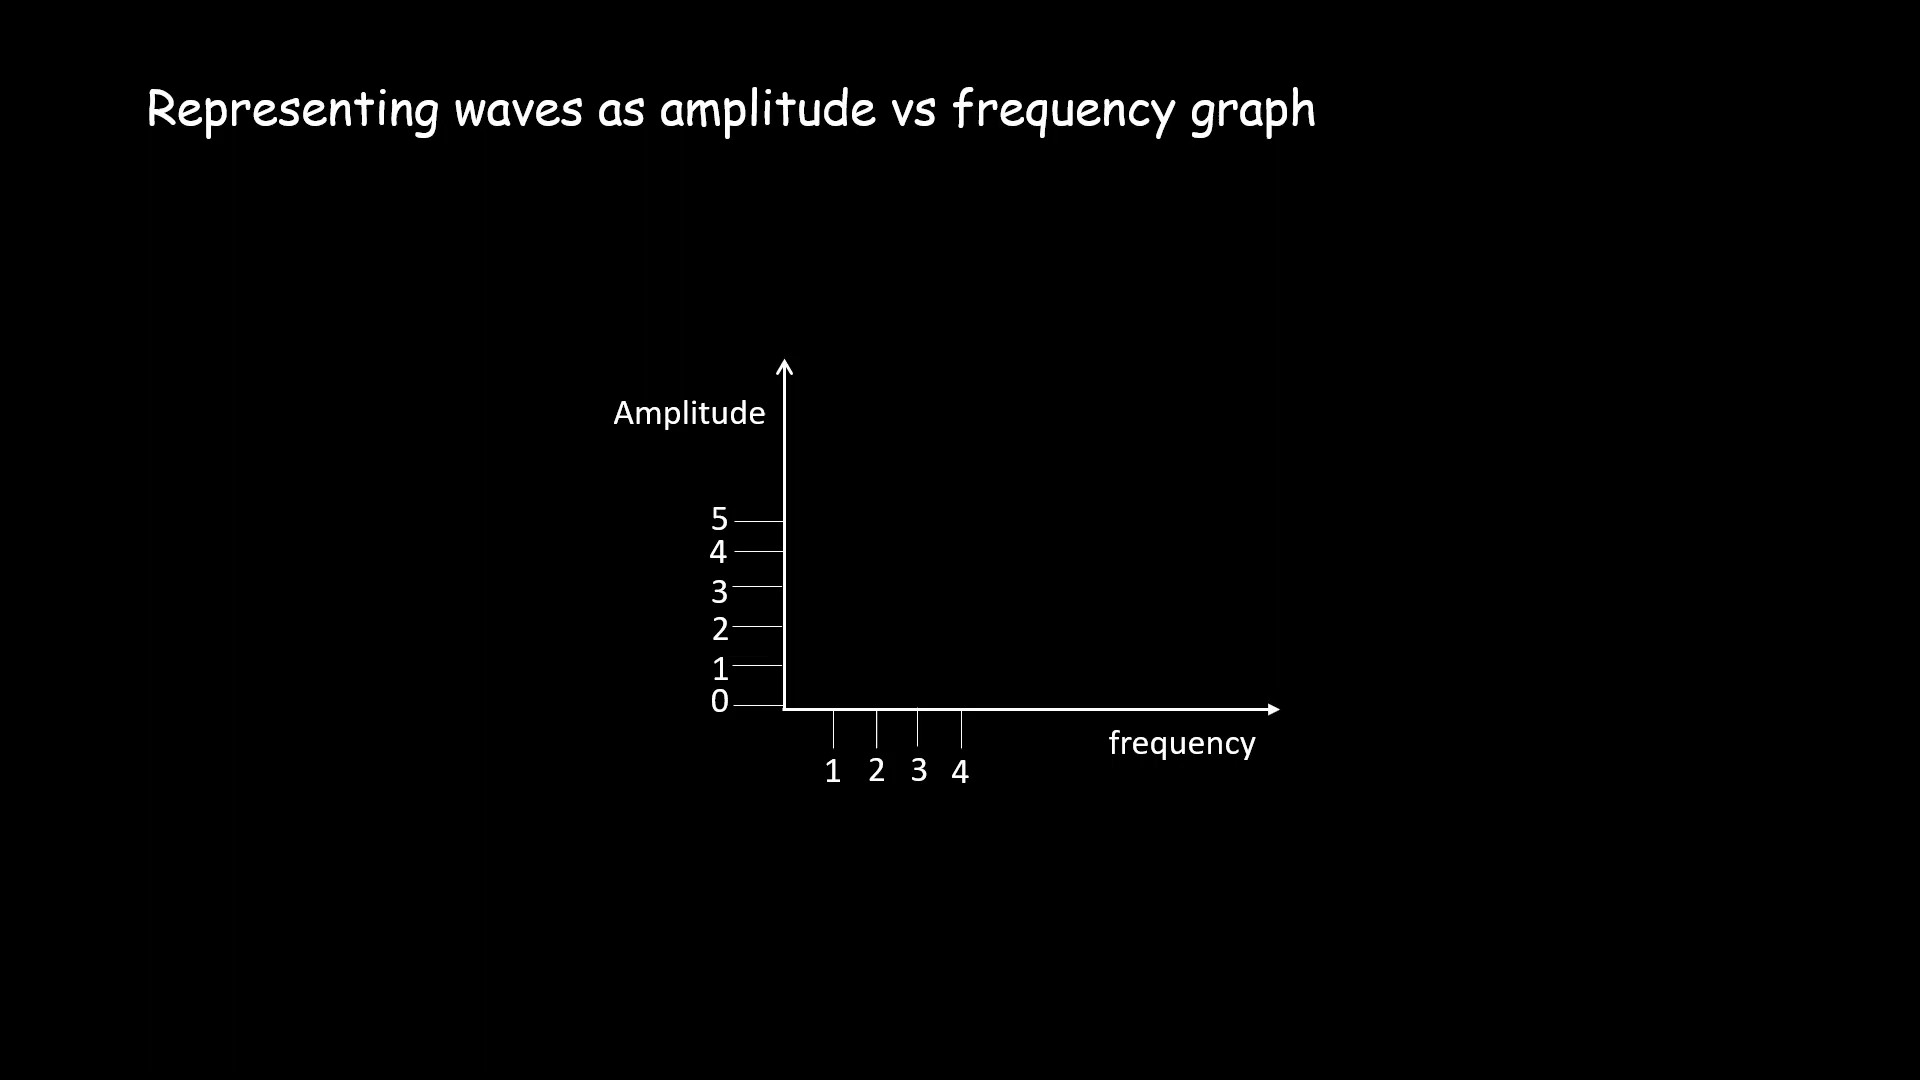 Representing waves as amplitude vs frequency graph
Amplitude
5
4
3
2
1
0
frequency
1 2 3 4